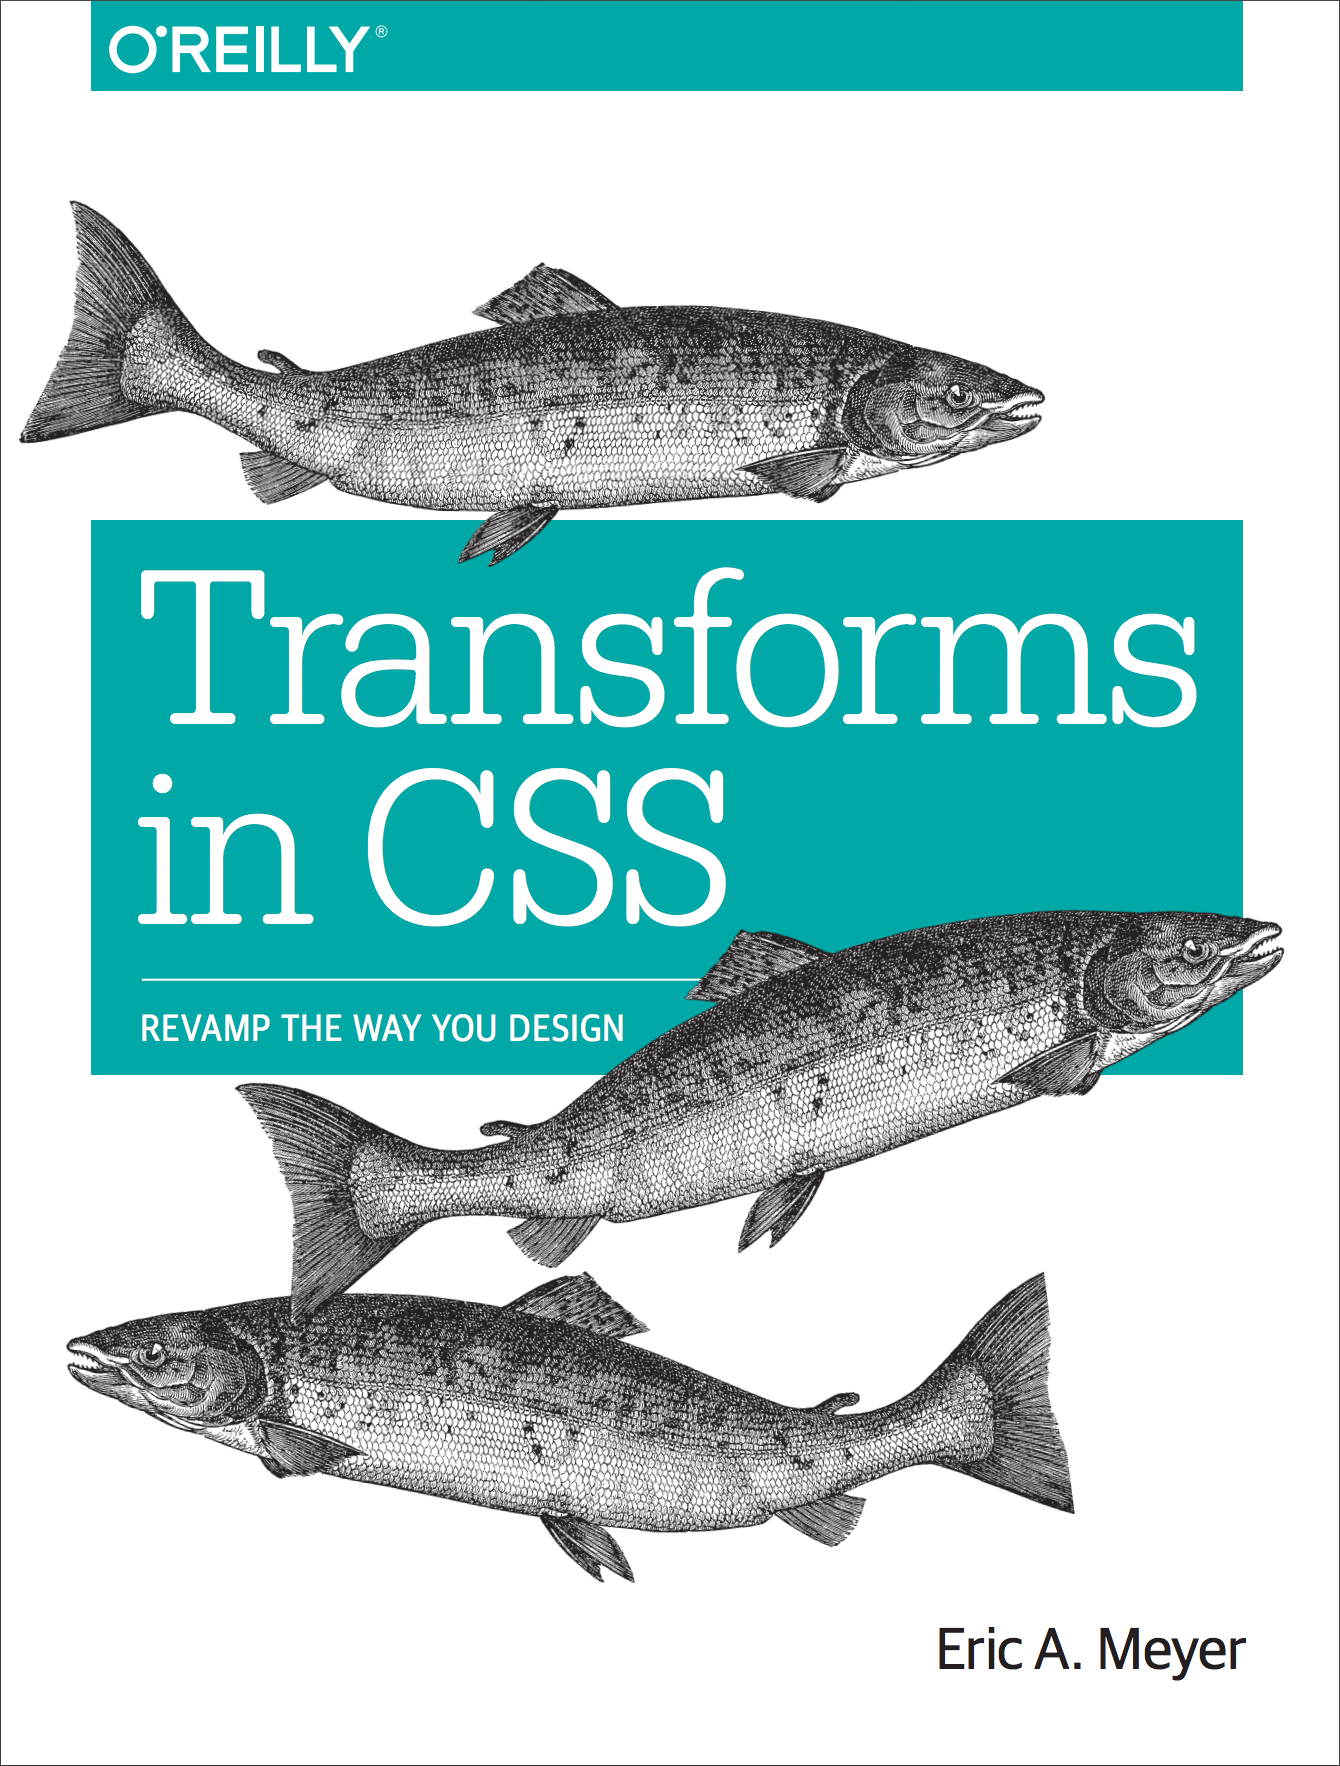 O'REILLY®
Transforms
in CSS
REVAMP THE WAY YOU DESIGN
Eric A. Meyer